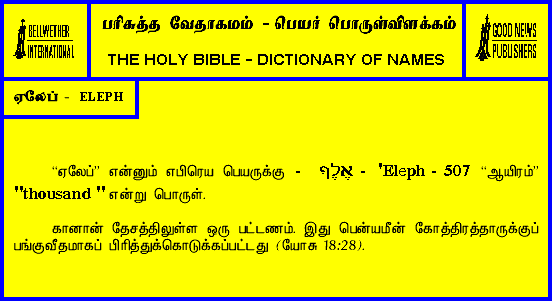 BELLWETHER
INTERNATIONAL
பரிசுத்த வேதாகமம் - பெயர் பொருள்விளக்கம்
THE HOLY BIBLE - DICTIONARY OF NAMES
GOOD NEWS
PUBLISHERS
ஏலேப் - ELEPH
“ஏலேப்” என்னும் எபிரெய பெயருக்கு - אֶלֶף - 'Eleph - 507 “ஆயிரம்”
"thousand " என்று பொருள்.
கானான் தேசத்திலுள்ள ஒரு பட்டணம். இது பென்யமீன் கோத்திரத்தாருக்குப்
பங்குவீதமாகப் பிரித்துக்கொடுக்கப்பட்டது (யோசு 18:28).